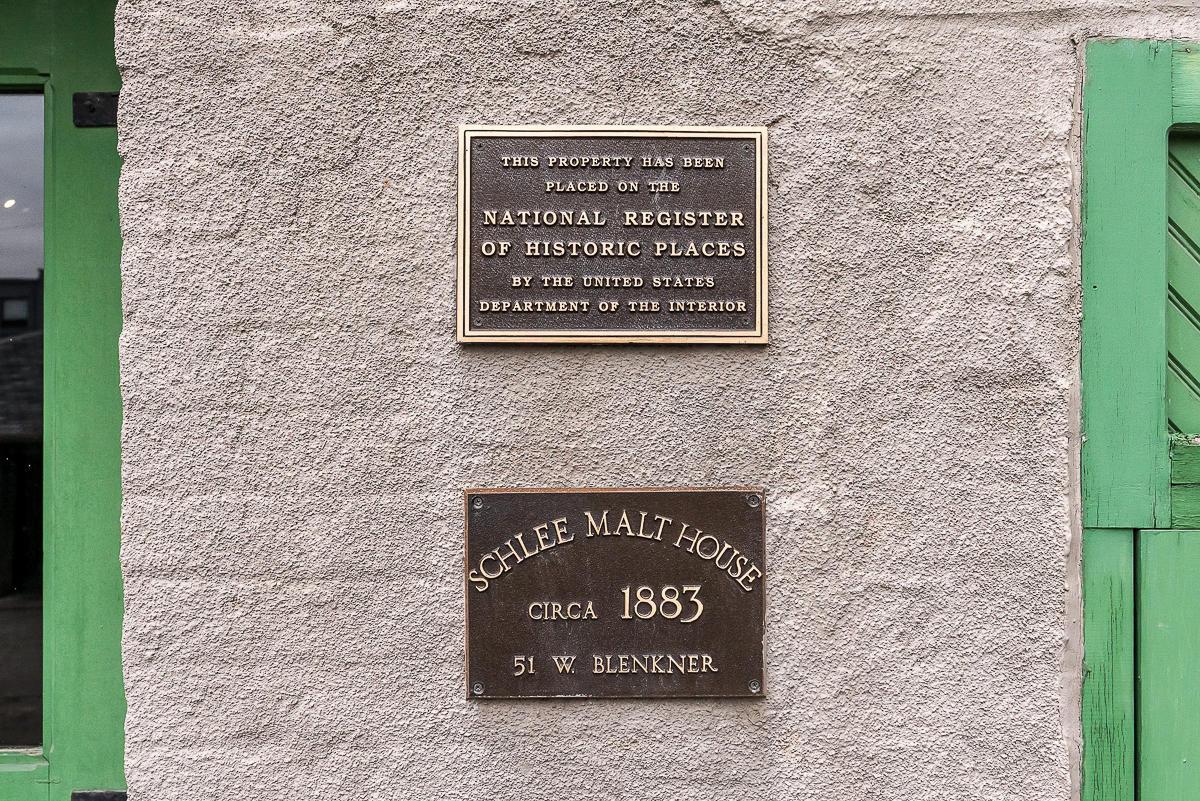 THIS PROPERTY HAS BEEN
PLACED ON THE
NATIONAL REGISTER
OF HISTORIC PLACES
BY THE UNITED STATES
DEPARTMENT OF THE INTERIOR
SCHLEE MALT HOUSE
CIRCA 1883
51 W. BLENKNER